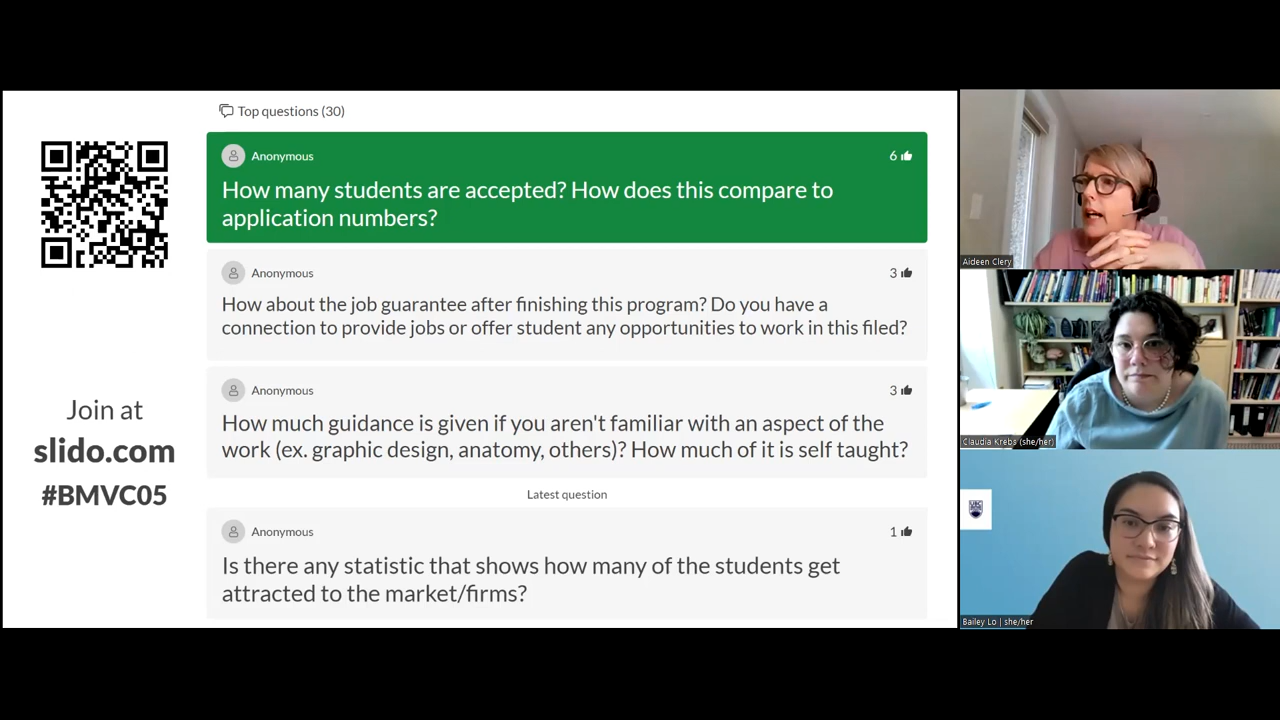 Top questions (30)
Anonymous
6
How many students are accepted? How does this compare to
application numbers?
Anonymous
3
How about the job guarantee after finishing this program? Do you have a
connection to provide jobs or offer student any opportunities to work in this filed?
Anonymous
3
How much guidance is given if you aren't familiar with an aspect of the
work (ex. graphic design, anatomy, others)? How much of it is self taught?
Latest question
Anonymous
1
Is there any statistic that shows how many of the students get
attracted to the market/firms?
Join at
slido.com
#BMVC05
Aideen Clery
Claudia Krebs (she/her)
UBC
Bailey Lo | she/her